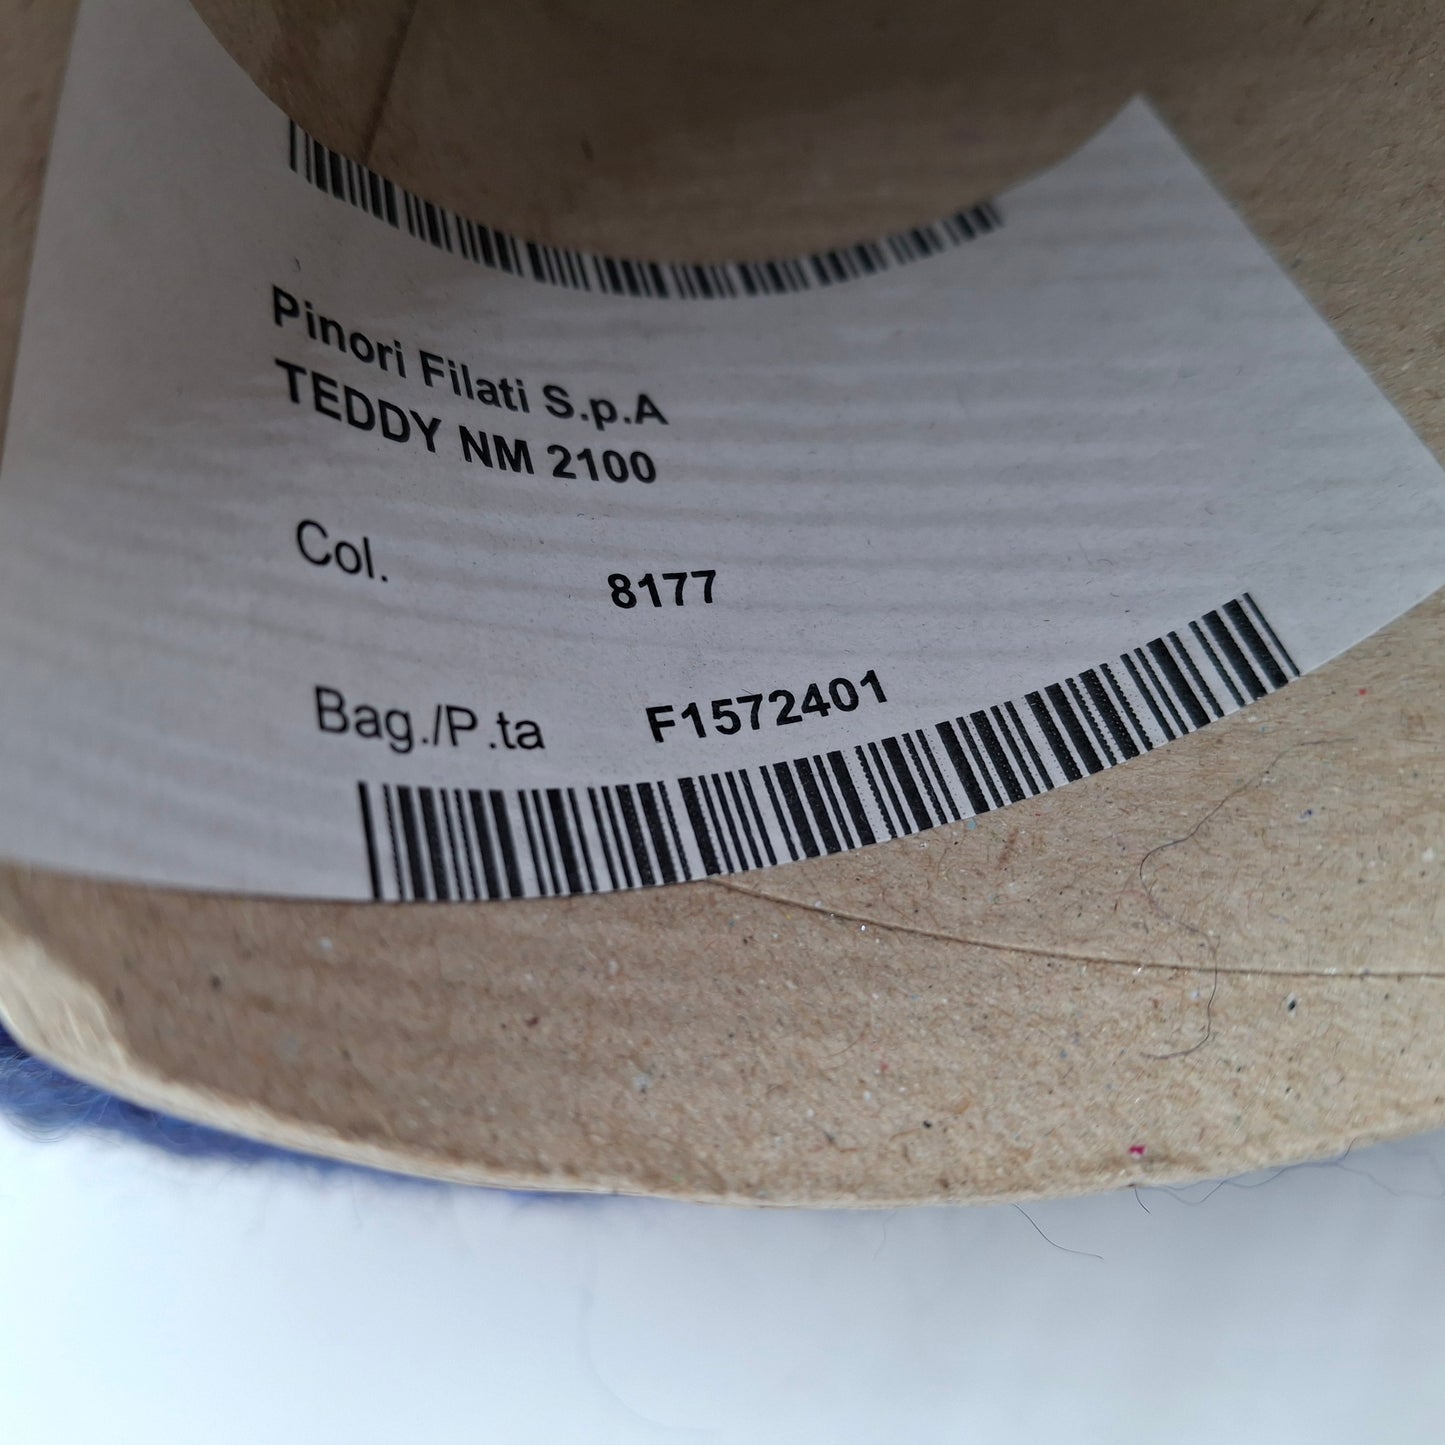 Pinori Filati S.p.A
TEDDY NM 2100
Col. 8177
Bag./P.ta F1572401